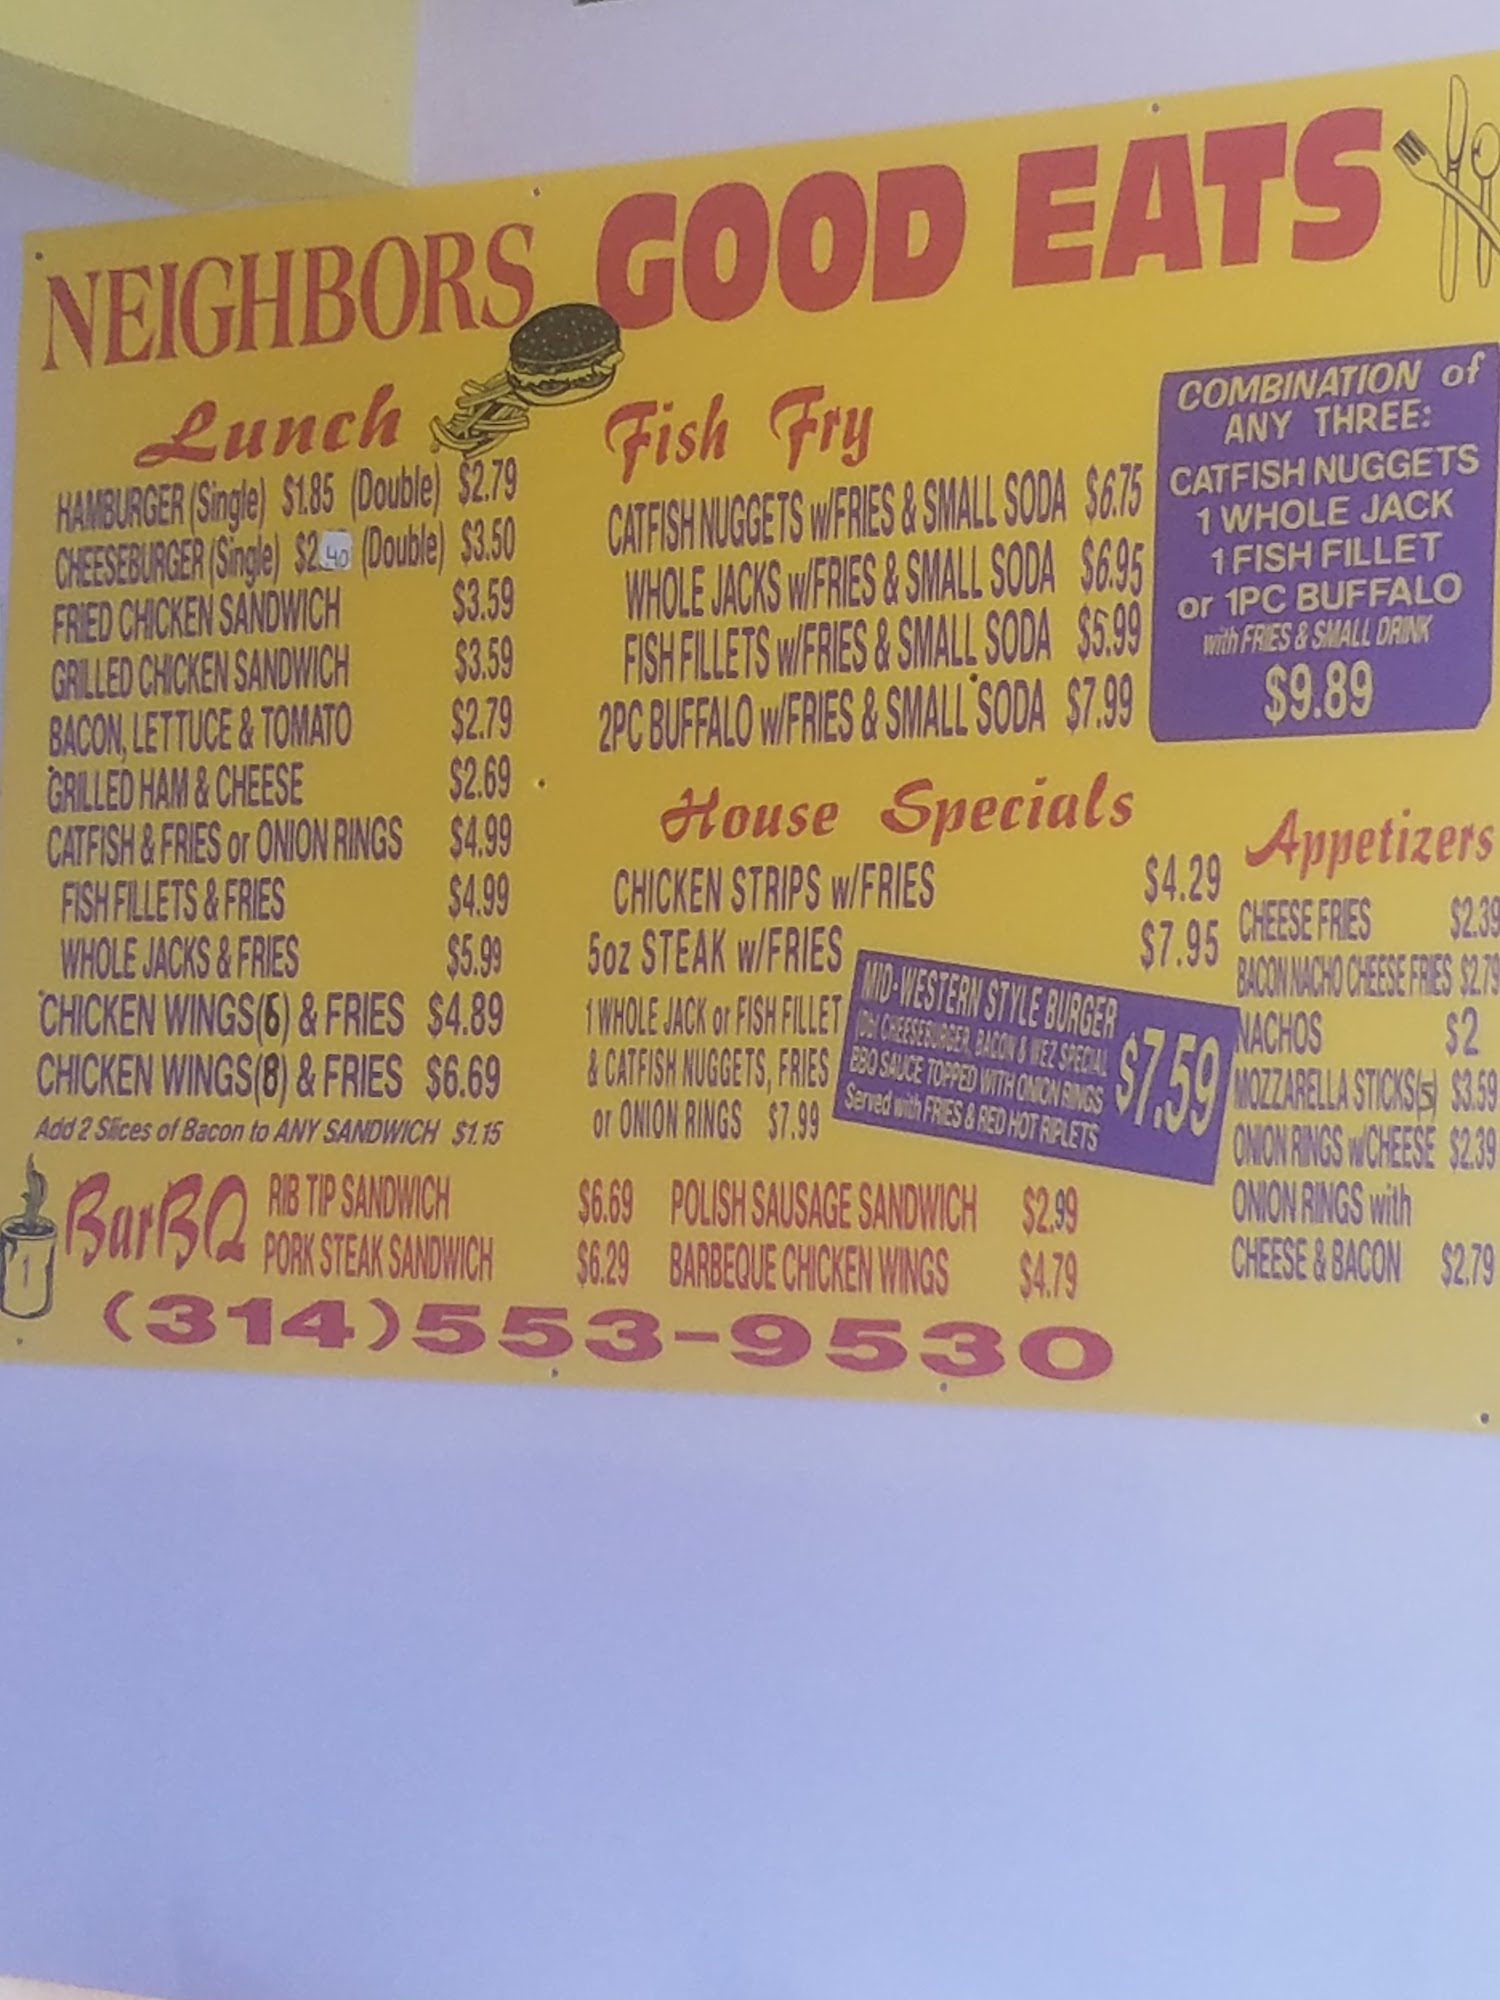 NEIGHBORS GOOD EATS
Lunch
HAMBURGER (Single) $1.85 (Double) $2.79
CHEESEBURGER (Single) $2.40 (Double) $3.50
FRIED CHICKEN SANDWICH $3.59
GRILLED CHICKEN SANDWICH $3.59
BACON, LETTUCE & TOMATO $2.79
GRILLED HAM & CHEESE $2.69
CATFISH & FRIES or ONION RINGS $4.99
FISH FILLETS & FRIES $4.99
WHOLE JACKS & FRIES $5.99
CHICKEN WINGS(6) & FRIES $4.89
CHICKEN WINGS(8) & FRIES $6.69
Add 2 Slices of Bacon to ANY SANDWICH $1.15
Fish Fry
CATFISH NUGGETS w/FRIES & SMALL SODA $6.75
WHOLE JACKS w/FRIES & SMALL SODA $6.95
FISH FILLETS w/FRIES & SMALL SODA $5.99
2PC BUFFALO w/FRIES & SMALL SODA $7.99
COMBINATION of
ANY THREE:
CATFISH NUGGETS
1 WHOLE JACK
1 FISH FILLET
or 1PC BUFFALO
with FRIES & SMALL DRINK
$9.89
House Specials
CHICKEN STRIPS w/FRIES $4.29
5oz STEAK w/FRIES $7.95
1 WHOLE JACK or FISH FILLET
& CATFISH NUGGETS, FRIES
or ONION RINGS $7.99
MID-WESTERN STYLE BURGER
CHEESEBURGER, BACON & WEZ SPECIAL
BBQ SAUCE TOPPED WITH ONION RINGS
Served with FRIES & RED HOT RIPLETS
$7.59
Appetizers
CHEESE FRIES $2.39
BACON NACHO CHEESE FRIES $2.79
NACHOS $2
MOZZARELLA STICKS(5) $3.59
ONION RINGS w/CHEESE $2.39
ONION RINGS with
CHEESE & BACON $2.79
BarBQ
RIB TIP SANDWICH $6.69
PORK STEAK SANDWICH $6.29
POLISH SAUSAGE SANDWICH $2.99
BARBEQUE CHICKEN WINGS $4.79
1
(314)553-9530